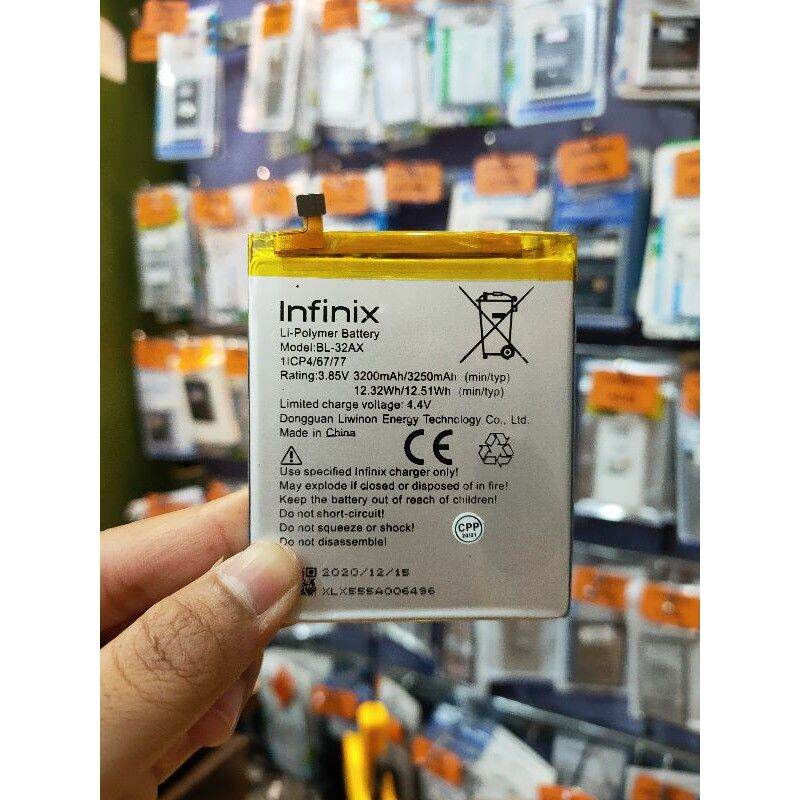 Infinix
Li-Polymer Battery
Model:BL-32AX
1ICP4/67/77
Rating:3.85V 3200mAh/3250mAh (min/typ)
12.32Wh/12.51Wh (min/typ)
Limited charge voltage: 4.4V
Dongguan Liwinon Energy Technology Co., Ltd.
Made in China
CE
Use specified Infinix charger only!
May explode if closed or disposed of in fire!
Keep the battery out of reach of children!
Do not short-circuit!
Do not squeeze or shock!
Do not disassemble!
CPP
20/21
2020/12/15
XLX555A006496